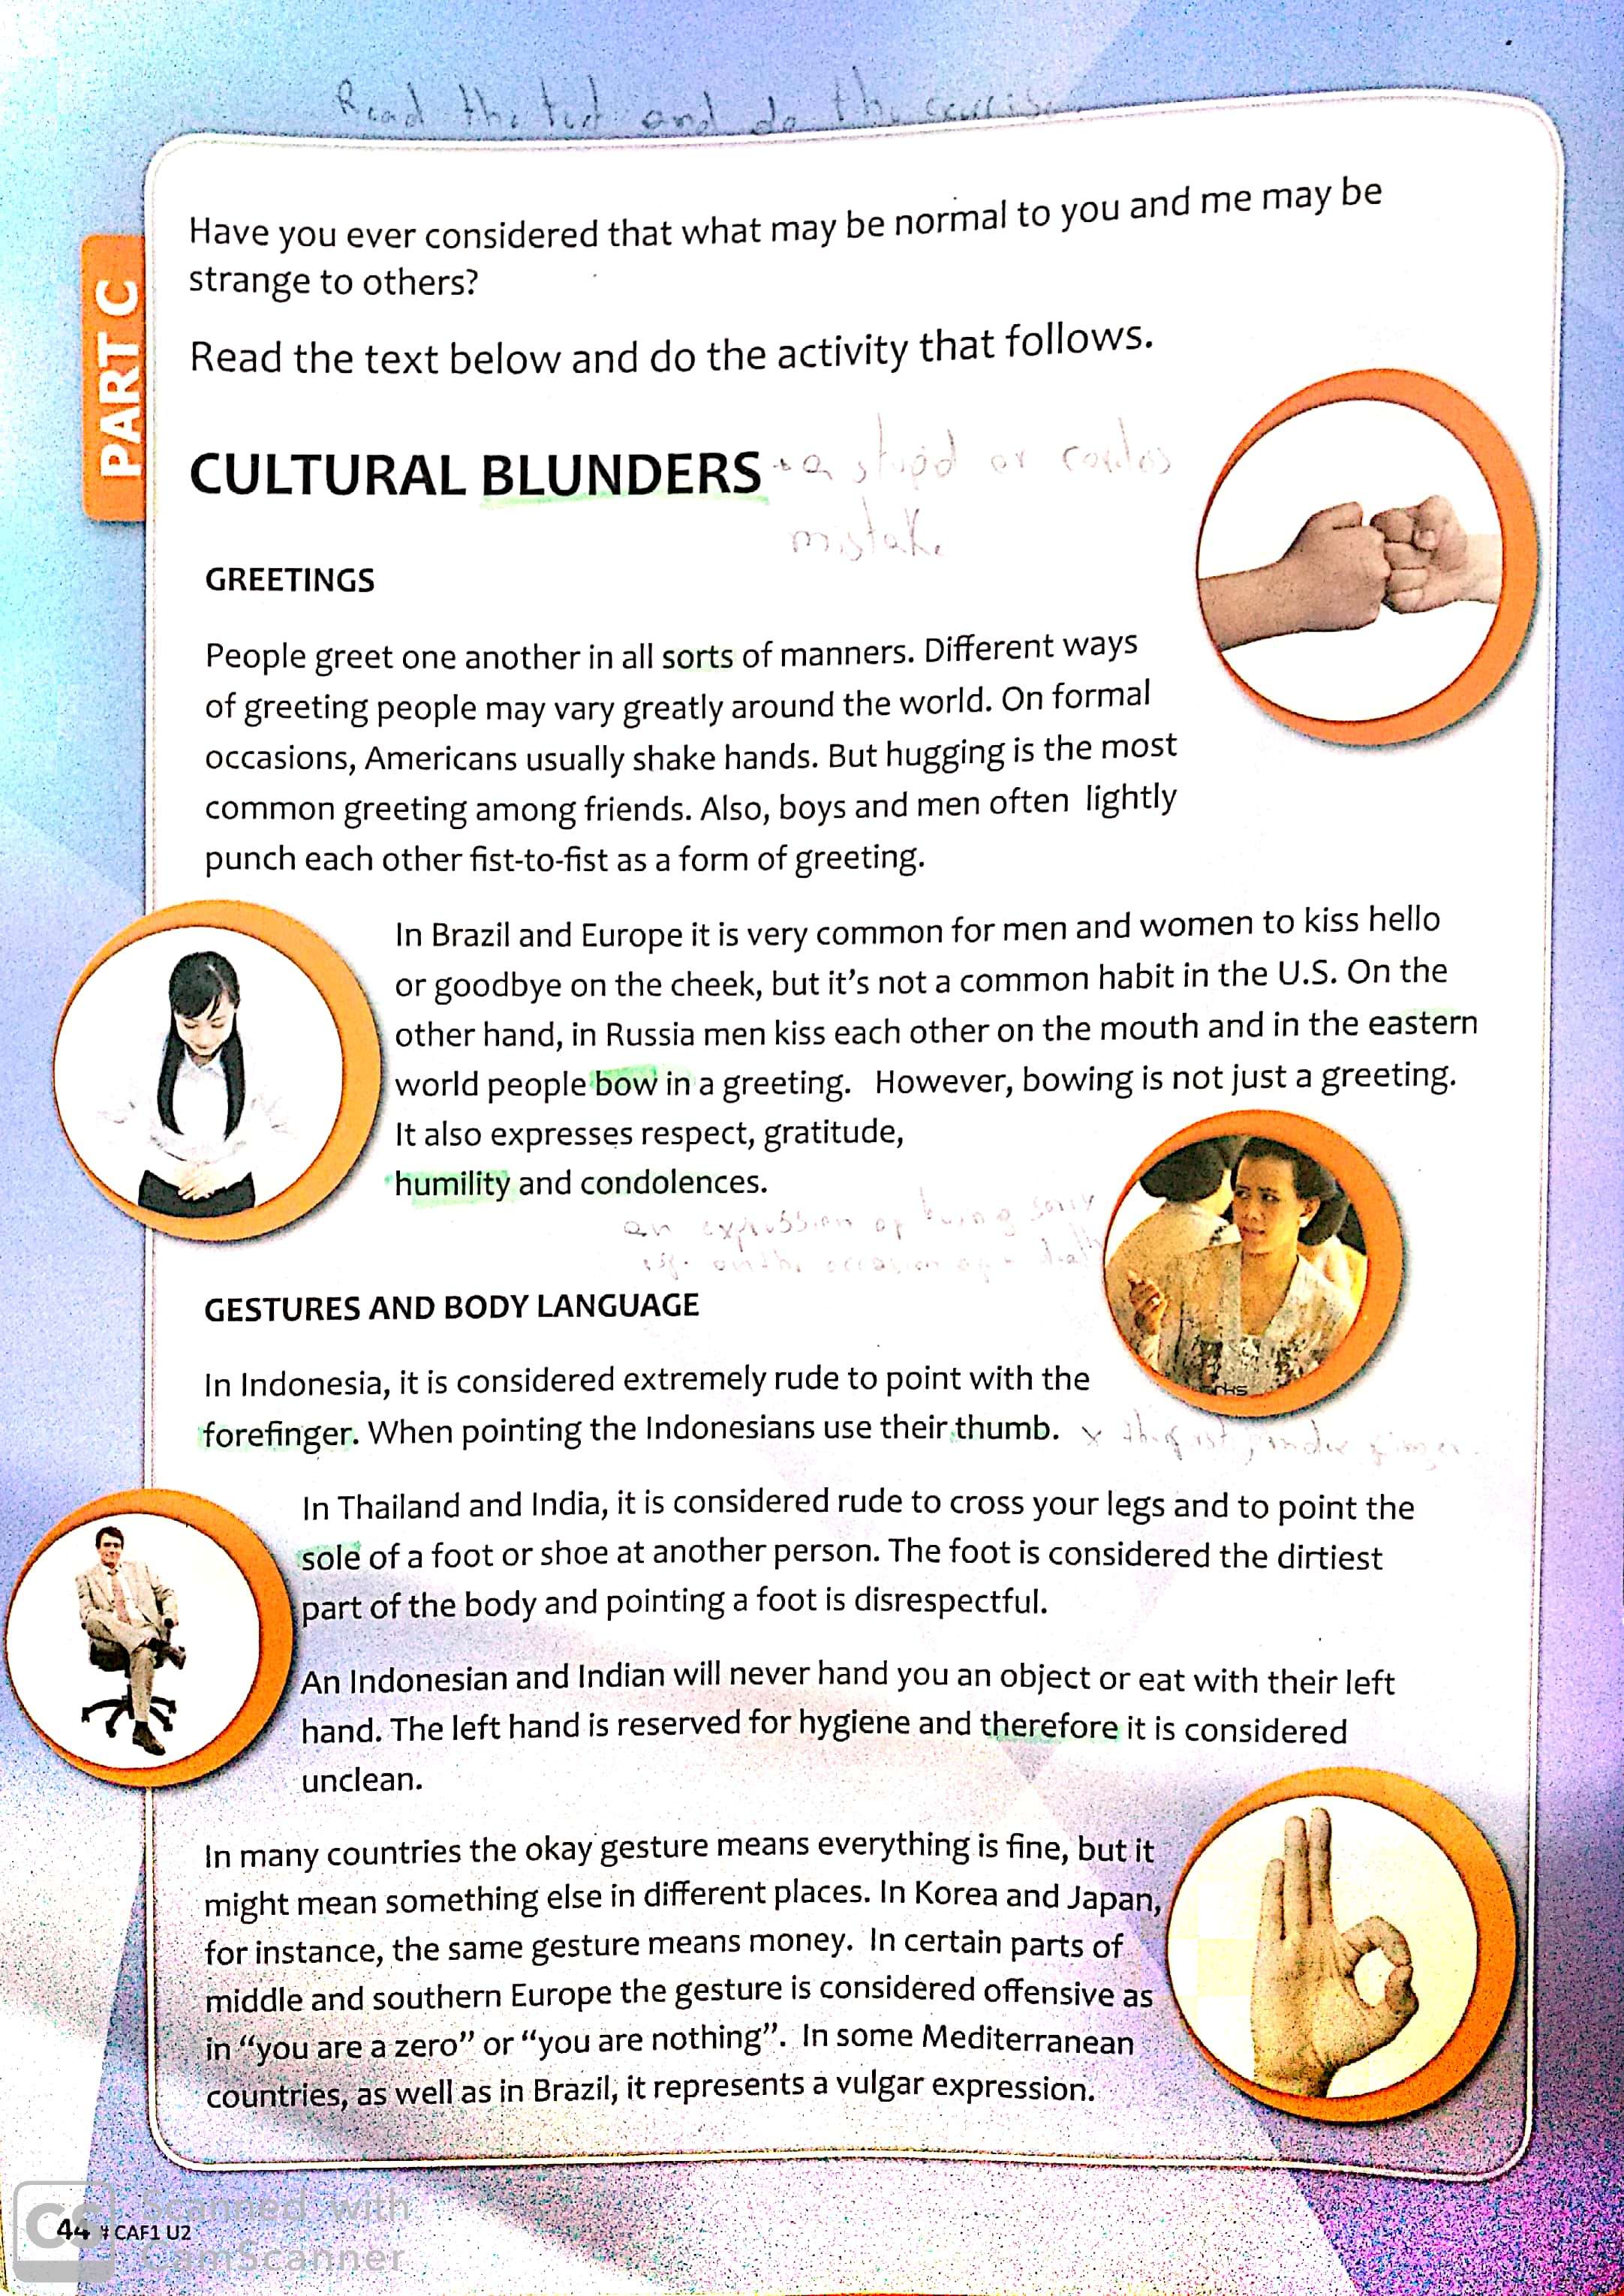 Read the text and do the exercise
Have you ever considered that what may be normal to you and me may be
strange to others?
Read the text below and do the activity that follows.
PART C
CULTURAL BLUNDERS
a stupid or
mistake
GREETINGS
People greet one another in all sorts of manners. Different ways
of greeting people may vary greatly around the world. On formal
occasions, Americans usually shake hands. But hugging is the most
common greeting among friends. Also, boys and men often lightly
punch each other fist-to-fist as a form of greeting.
In Brazil and Europe it is very common for men and women to kiss hello
or goodbye on the cheek, but it's not a common habit in the U.S. On the
other hand, in Russia men kiss each other on the mouth and in the eastern
world people bow in a greeting. However, bowing is not just a greeting.
It also expresses respect, gratitude,
humility and condolences.
an expression of being sorry
on the occasion of a death
GESTURES AND BODY LANGUAGE
In Indonesia, it is considered extremely rude to point with the
forefinger. When pointing the Indonesians use their thumb.
index finger
In Thailand and India, it is considered rude to cross your legs and to point the
sole of a foot or shoe at another person. The foot is considered the dirtiest
part of the body and pointing a foot is disrespectful.
An Indonesian and Indian will never hand you an object or eat with their left
hand. The left hand is reserved for hygiene and therefore it is considered
unclean.
In many countries the okay gesture means everything is fine, but it
might mean something else in different places. In Korea and Japan,
for instance, the same gesture means money. In certain parts of
middle and southern Europe the gesture is considered offensive as
in "you are a zero" or "you are nothing". In some Mediterranean
countries, as well as in Brazil, it represents a vulgar expression.
44 # CAF1 U2
CS Scanned with
CamScanner